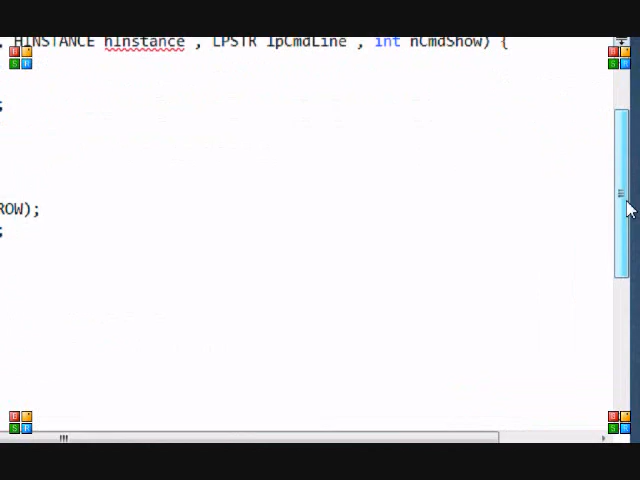 , HINSTANCE hInstance , LPSTR lpCmdLine , int nCmdShow) {
;
ROW);
;
B
S R
B
S R
B
S R
B
S R